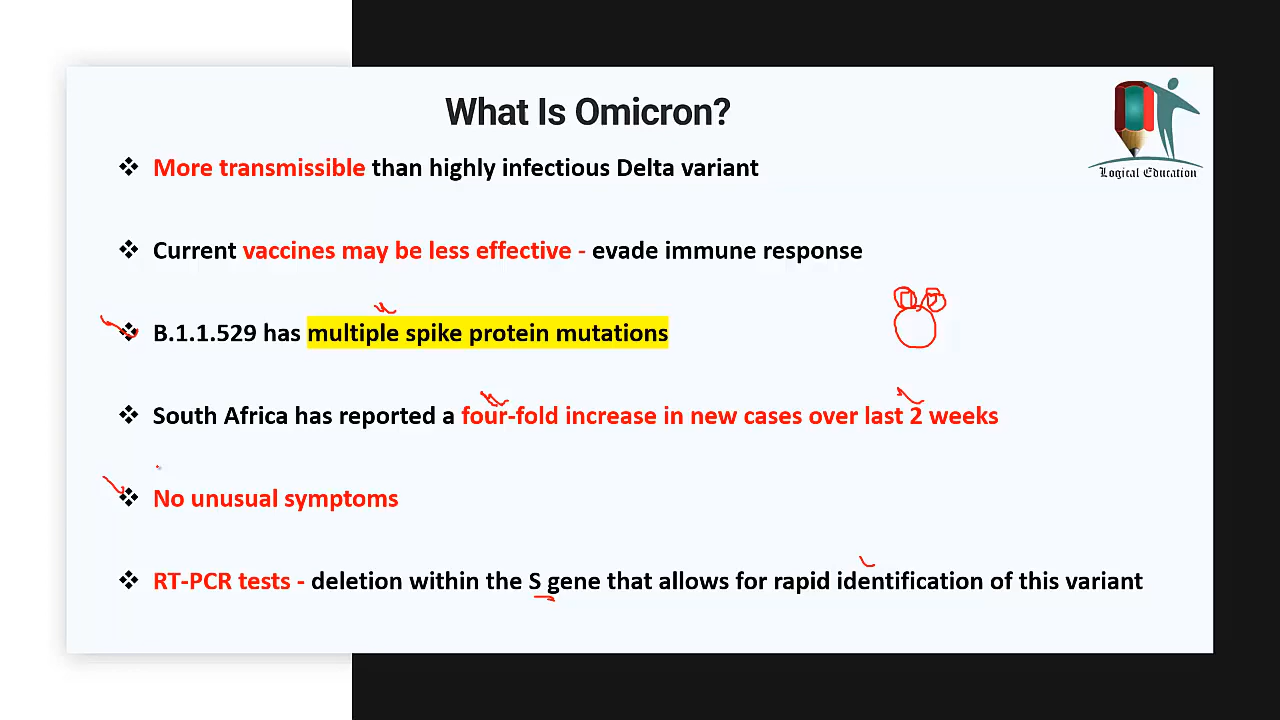 What Is Omicron?
Logical Education
More transmissible than highly infectious Delta variant
Current vaccines may be less effective - evade immune response
B.1.1.529 has multiple spike protein mutations
South Africa has reported a four-fold increase in new cases over last 2 weeks
No unusual symptoms
RT-PCR tests - deletion within the S gene that allows for rapid identification of this variant